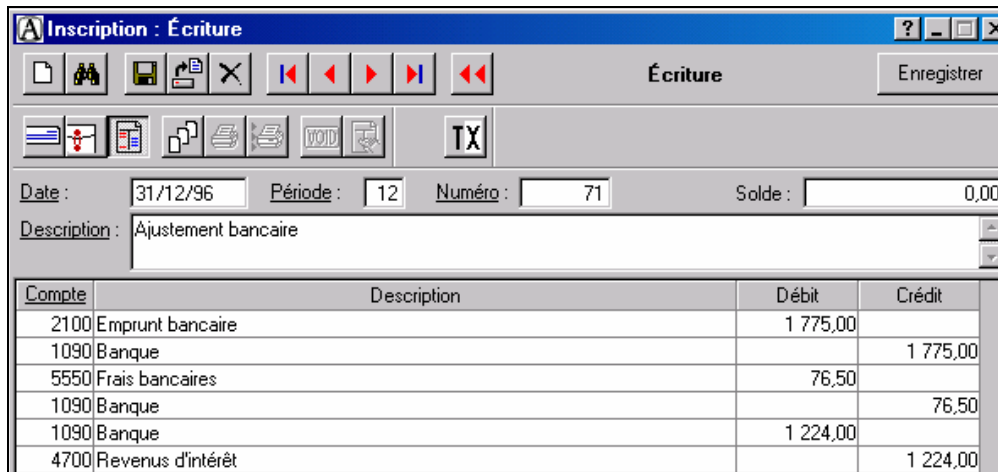 Inscription : Écriture
Écriture Enregistrer
VOID TX
Date : 31/12/96 Période : 12 Numéro : 71 Solde : 0,00
Description : Ajustement bancaire
Compte Description Débit Crédit
2100 Emprunt bancaire 1 775,00
1090 Banque 1 775,00
5550 Frais bancaires 76,50
1090 Banque 76,50
1090 Banque 1 224,00
4700 Revenus d'intérêt 1 224,00